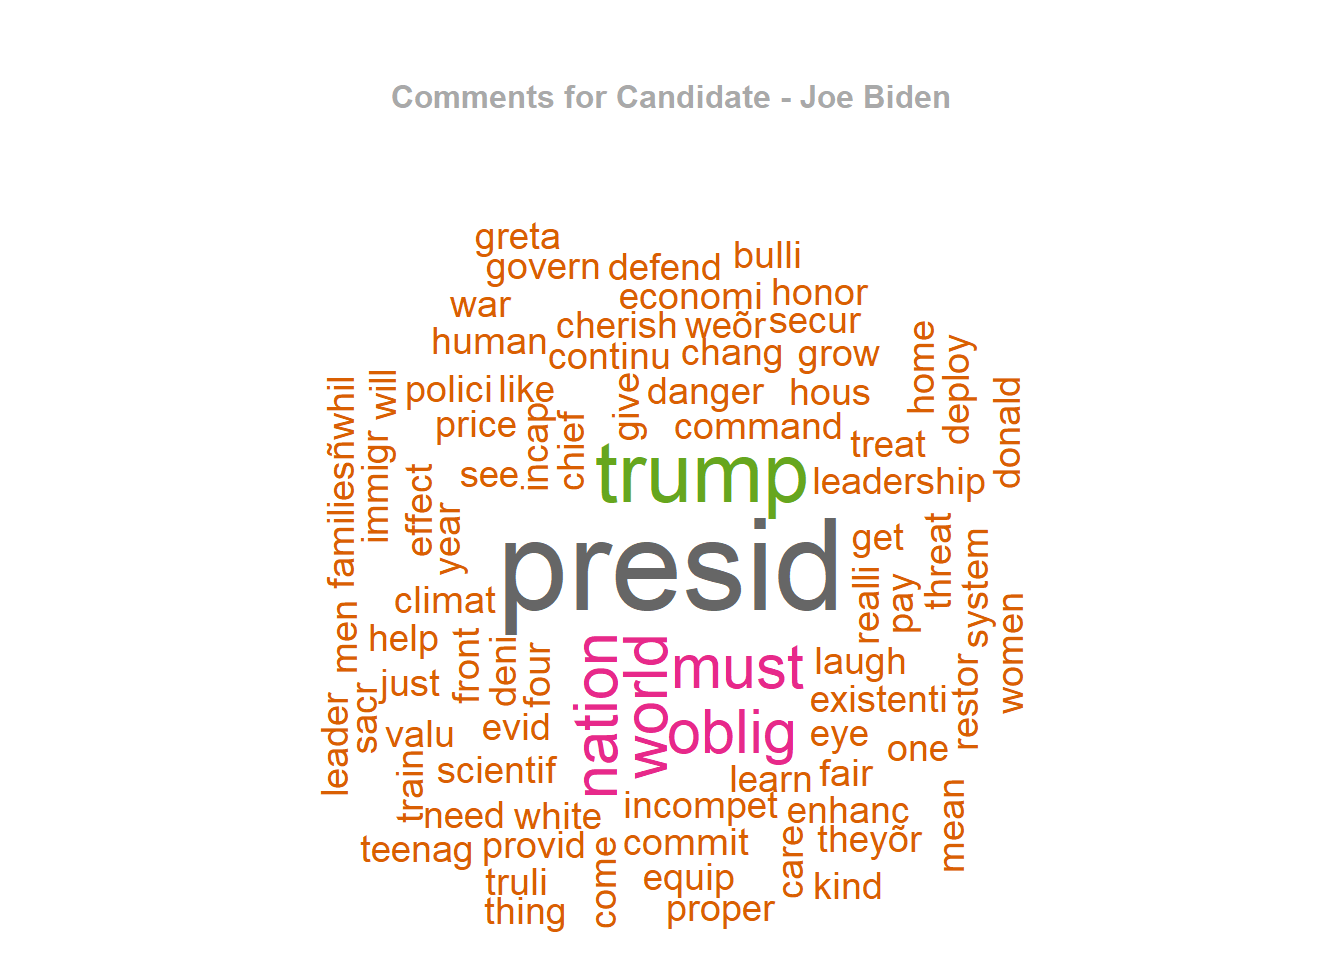 Comments for Candidate - Joe Biden
greta
govern defend bulli
war economi honor
human cherish weõr secur
continu chang grow
home deploy
polici like give danger hous
familiesñwhil will donald
price incap chief command treat
immigr see trump leadership
effect year presid get
threat system
climat realli pay women
men help front deni four nation world must laugh
just existenti restor
leader sacr valu evid oblig eye one
train scientif learn fair
need white incompet enhanc mean
teenag provid come commit care theyõr
truli equip kind
thing proper